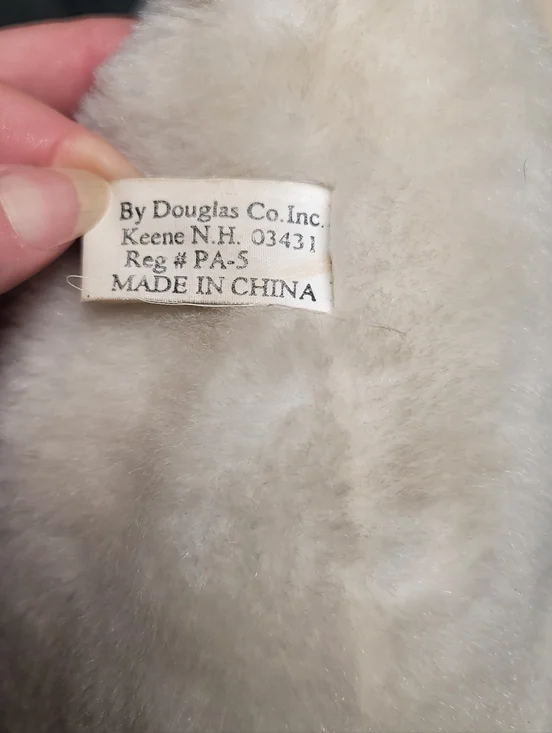 By Douglas Co.Inc.
Keene N.H. 03431
Reg # PA-5
MADE IN CHINA